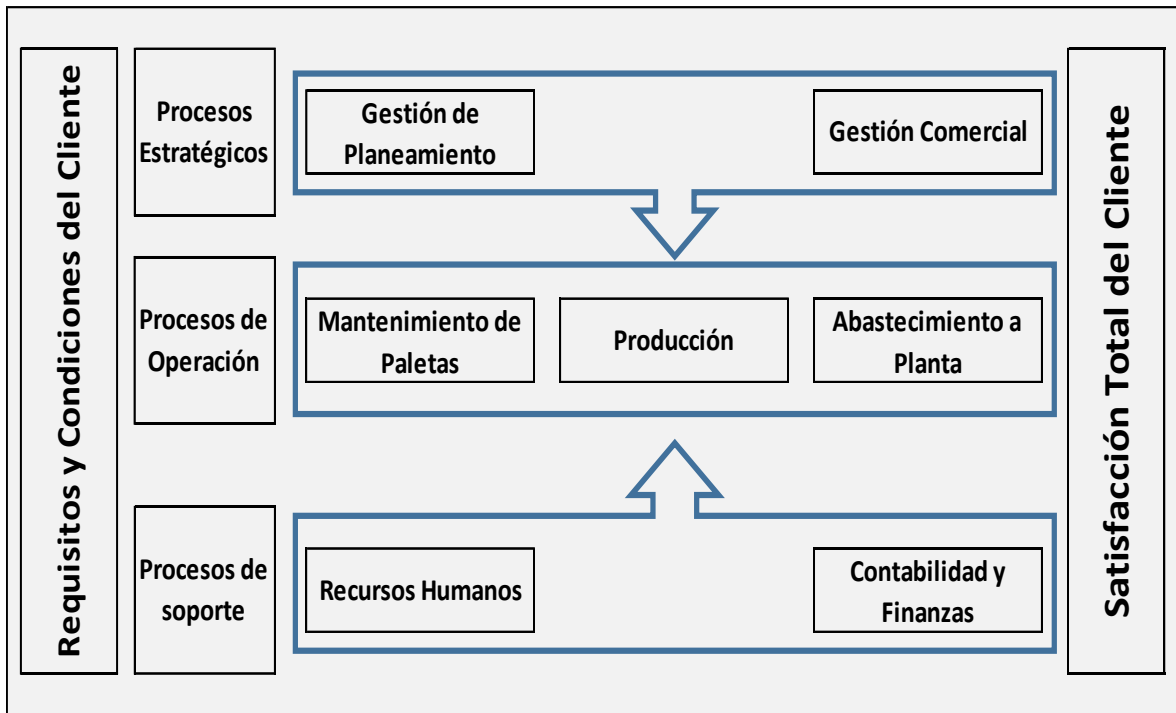 Requisitos y Condiciones del Cliente
Procesos
Estratégicos
Gestión de
Planeamiento
Gestión Comercial
Procesos de
Operación
Mantenimiento de
Paletas
Producción
Abastecimiento a
Planta
Procesos de
soporte
Recursos Humanos
Contabilidad y
Finanzas
Satisfacción Total del Cliente